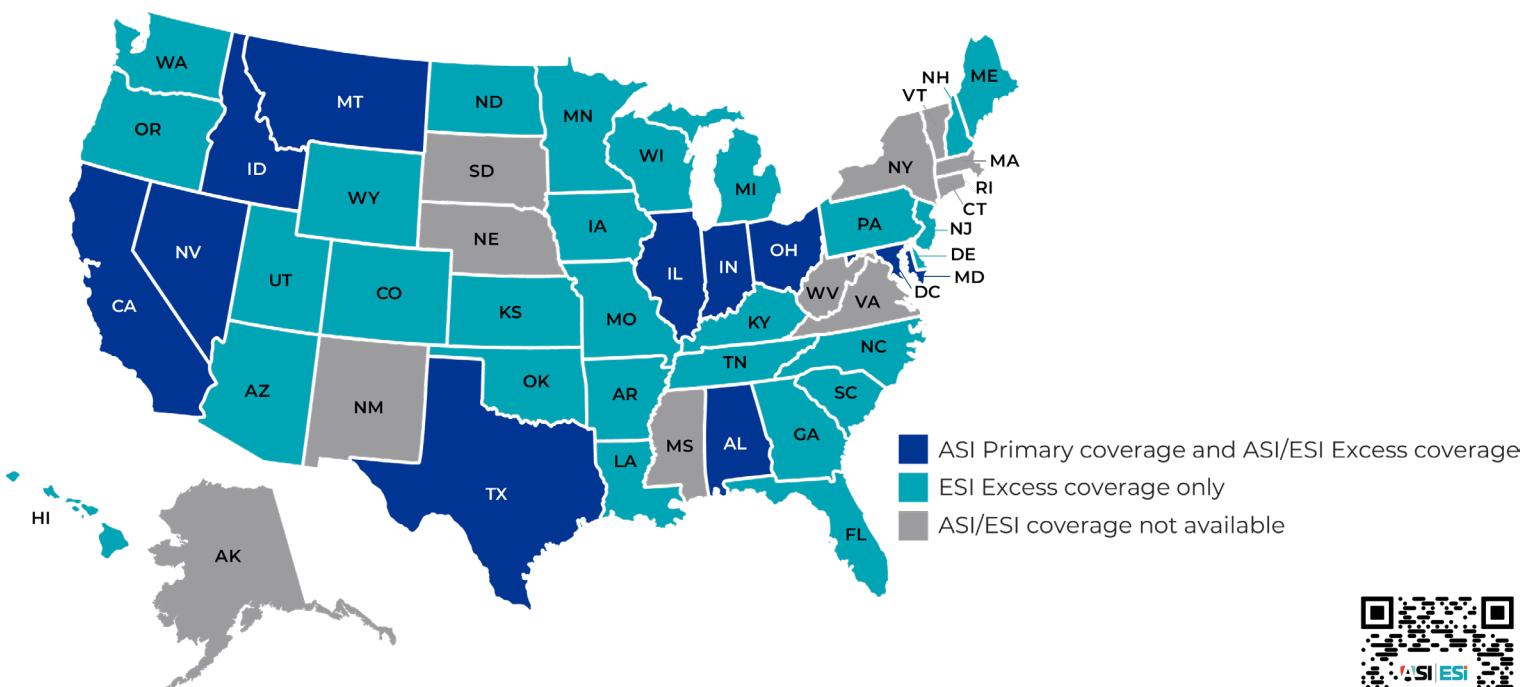 WA
MT
ND
MN
ME
NH
VT
OR
ID
SD
WI
MI
NY
MA
WY
RI
CT
NV
NE
IA
PA
NJ
OH
DE
UT
CO
IL
IN
MD
CA
WV
VA
DC
KS
MO
KY
NC
TN
AZ
NM
OK
AR
SC
MS
AL
GA
ASI Primary coverage and ASI/ESI Excess coverage
LA
ESI Excess coverage only
TX
HI
ASI/ESI coverage not available
FL
AK
ASI ESi